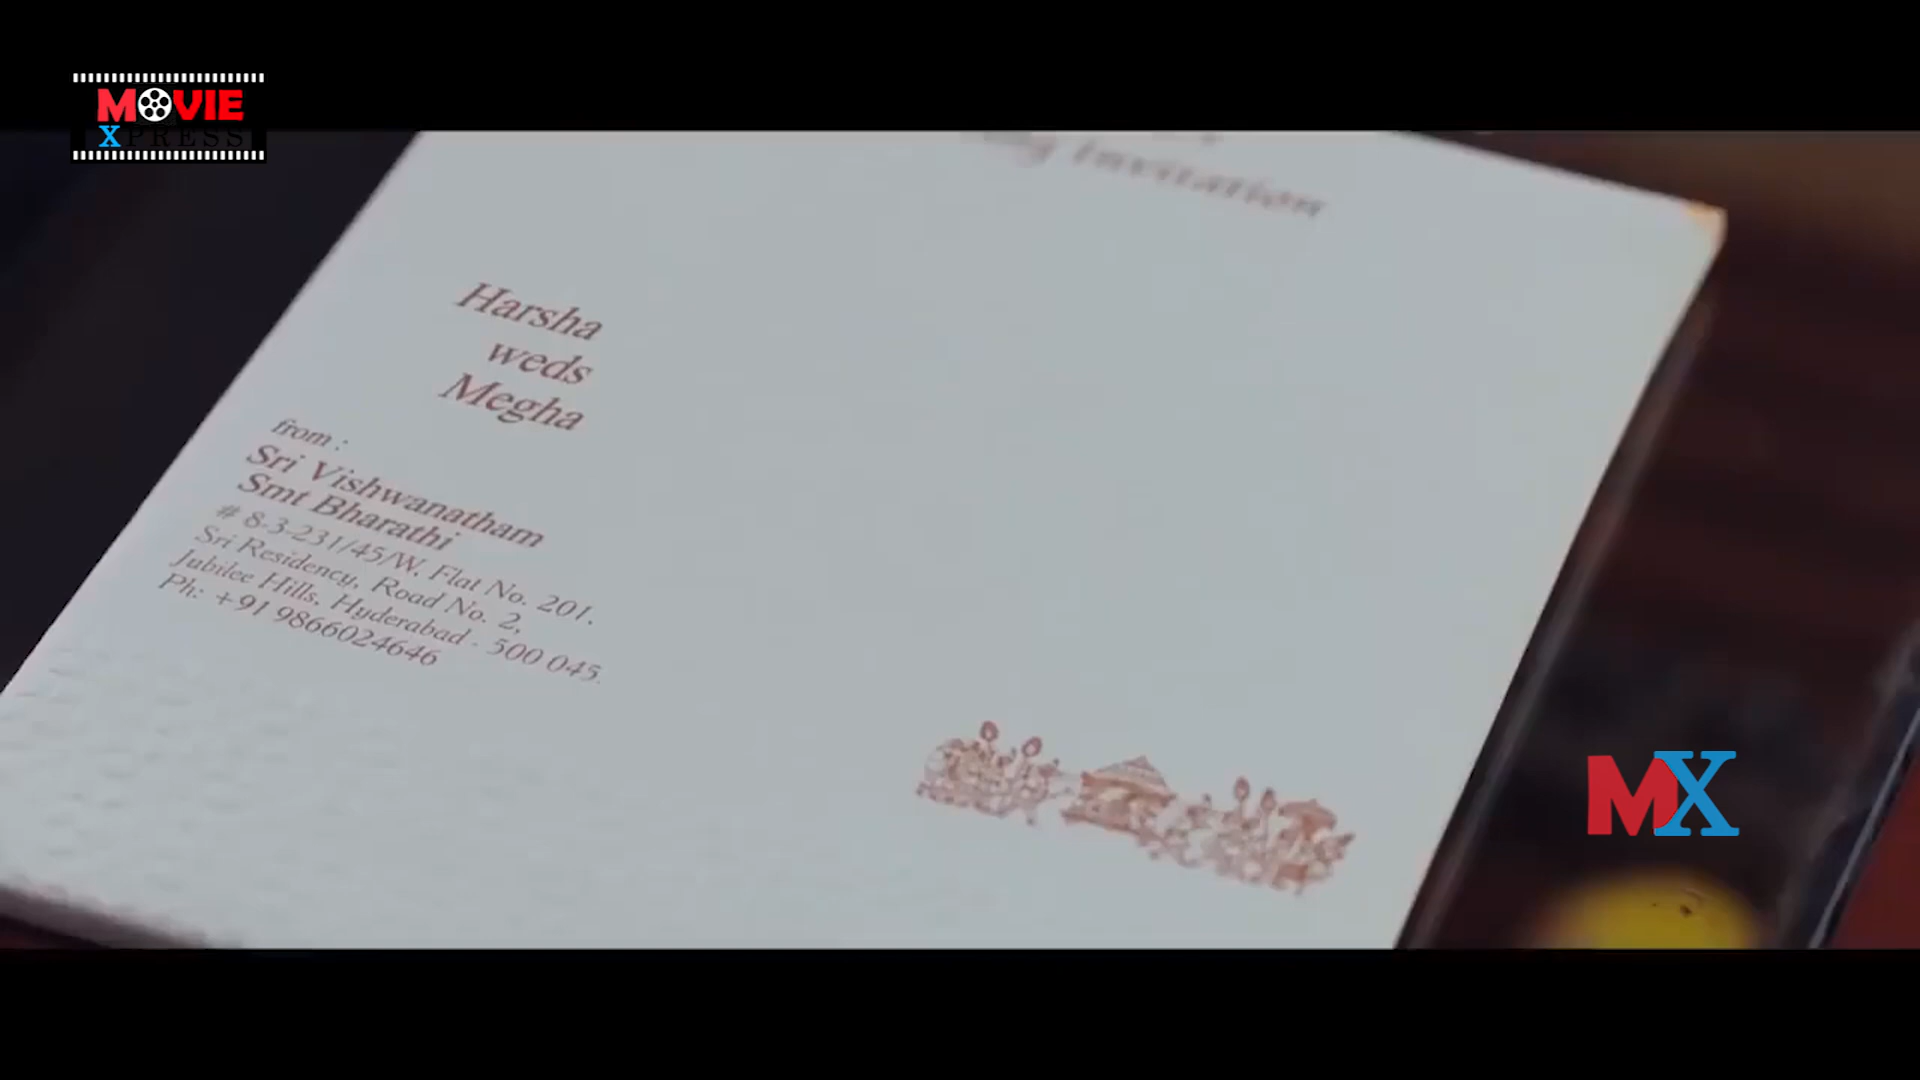 MOVIE
XPRESS
Invitation
Harsha
weds
Megha
from :
Sri Vishwanatham
Smt Bharathi
# 8-3-231/45/W, Flat No. 201,
Sri Residency, Road No. 2,
Jubilee Hills, Hyderabad - 500 045.
Ph: +91 9866024646
MX